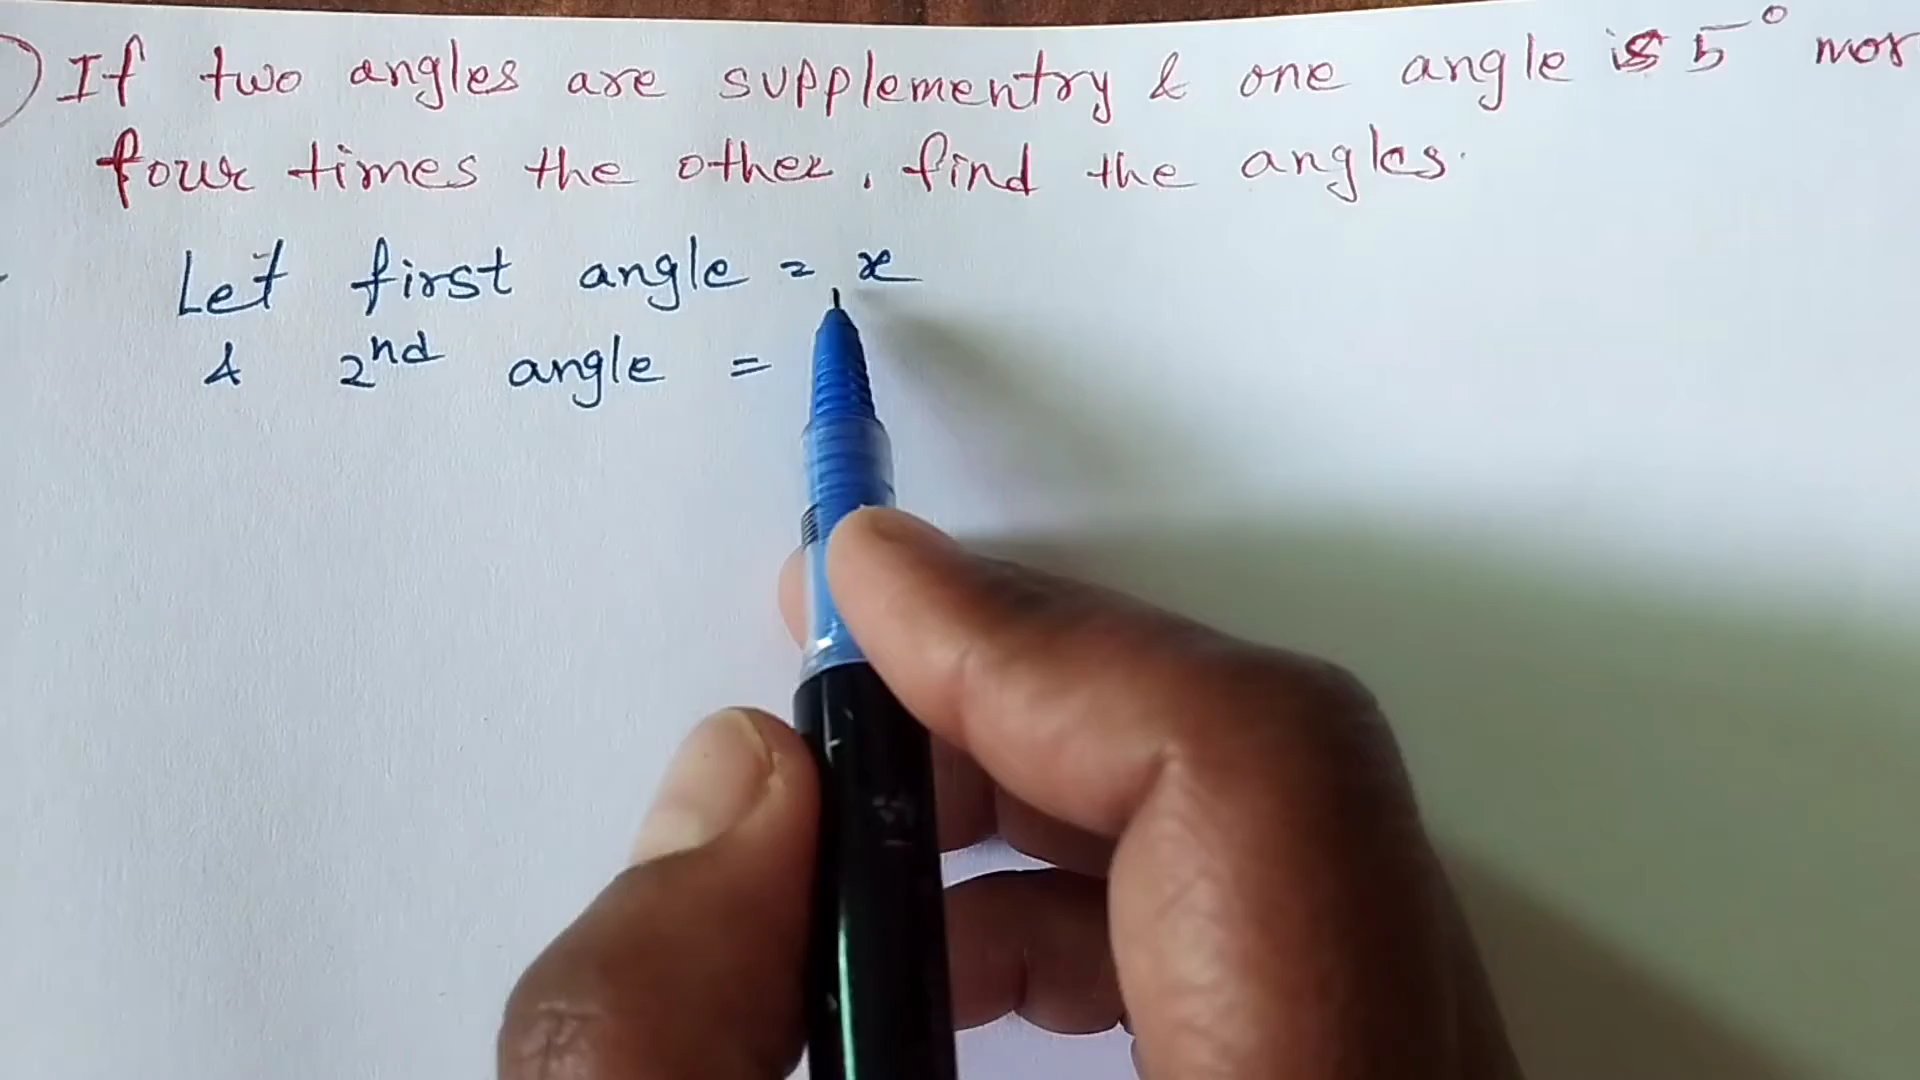 ) If two angles are supplementry & one angle is 5° mor
four times the other, find the angles.
Let first angle = x
& 2nd angle =